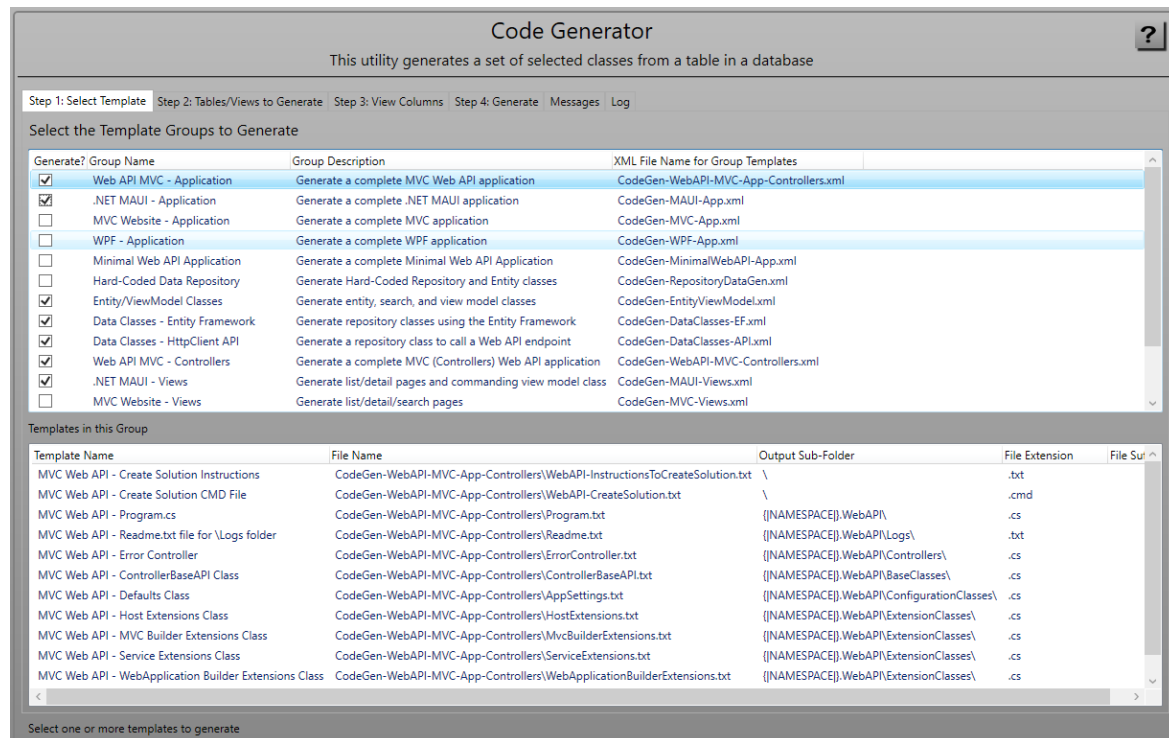 Code Generator
?
This utility generates a set of selected classes from a table in a database
Step 1: Select Template Step 2: Tables/Views to Generate Step 3: View Columns Step 4: Generate Messages Log
Select the Template Groups to Generate
Generate? Group Name Group Description XML File Name for Group Templates
Web API MVC - Application Generate a complete MVC Web API application CodeGen-WebAPI-MVC-App-Controllers.xml
.NET MAUI - Application Generate a complete .NET MAUI application CodeGen-MAUI-App.xml
MVC Website - Application Generate a complete MVC application CodeGen-MVC-App.xml
WPF - Application Generate a complete WPF application CodeGen-WPF-App.xml
Minimal Web API Application Generate a complete Minimal Web API Application CodeGen-MinimalWebAPI-App.xml
Hard-Coded Data Repository Generate Hard-Coded Repository and Entity classes CodeGen-RepositoryDataGen.xml
Entity/ViewModel Classes Generate entity, search, and view model classes CodeGen-EntityViewModel.xml
Data Classes - Entity Framework Generate repository classes using the Entity Framework CodeGen-DataClasses-EF.xml
Data Classes - HttpClient API Generate a repository class to call a Web API endpoint CodeGen-DataClasses-API.xml
Web API MVC - Controllers Generate a complete MVC (Controllers) Web API application CodeGen-WebAPI-MVC-Controllers.xml
.NET MAUI - Views Generate list/detail pages and commanding view model class CodeGen-MAUI-Views.xml
MVC Website - Views Generate list/detail/search pages CodeGen-MVC-Views.xml
Templates in this Group
Template Name File Name Output Sub-Folder File Extension File Suf
MVC Web API - Create Solution Instructions CodeGen-WebAPI-MVC-App-Controllers\WebAPI-InstructionsToCreateSolution.txt \ .txt
MVC Web API - Create Solution CMD File CodeGen-WebAPI-MVC-App-Controllers\WebAPI-CreateSolution.txt \ .cmd
MVC Web API - Program.cs CodeGen-WebAPI-MVC-App-Controllers\Program.txt {|NAMESPACE|}.WebAPI\ .cs
MVC Web API - Readme.txt file for \Logs folder CodeGen-WebAPI-MVC-App-Controllers\Readme.txt {|NAMESPACE|}.WebAPI\Logs\ .txt
MVC Web API - Error Controller CodeGen-WebAPI-MVC-App-Controllers\ErrorController.txt {|NAMESPACE|}.WebAPI\Controllers\ .cs
MVC Web API - ControllerBaseAPI Class CodeGen-WebAPI-MVC-App-Controllers\ControllerBaseAPI.txt {|NAMESPACE|}.WebAPI\BaseClasses\ .cs
MVC Web API - Defaults Class CodeGen-WebAPI-MVC-App-Controllers\AppSettings.txt {|NAMESPACE|}.WebAPI\ConfigurationClasses\ .cs
MVC Web API - Host Extensions Class CodeGen-WebAPI-MVC-App-Controllers\HostExtensions.txt {|NAMESPACE|}.WebAPI\ExtensionClasses\ .cs
MVC Web API - MVC Builder Extensions Class CodeGen-WebAPI-MVC-App-Controllers\MvcBuilderExtensions.txt {|NAMESPACE|}.WebAPI\ExtensionClasses\ .cs
MVC Web API - Service Extensions Class CodeGen-WebAPI-MVC-App-Controllers\ServiceExtensions.txt {|NAMESPACE|}.WebAPI\ExtensionClasses\ .cs
MVC Web API - WebApplication Builder Extensions Class CodeGen-WebAPI-MVC-App-Controllers\WebApplicationBuilderExtensions.txt {|NAMESPACE|}.WebAPI\ExtensionClasses\ .cs
Select one or more templates to generate